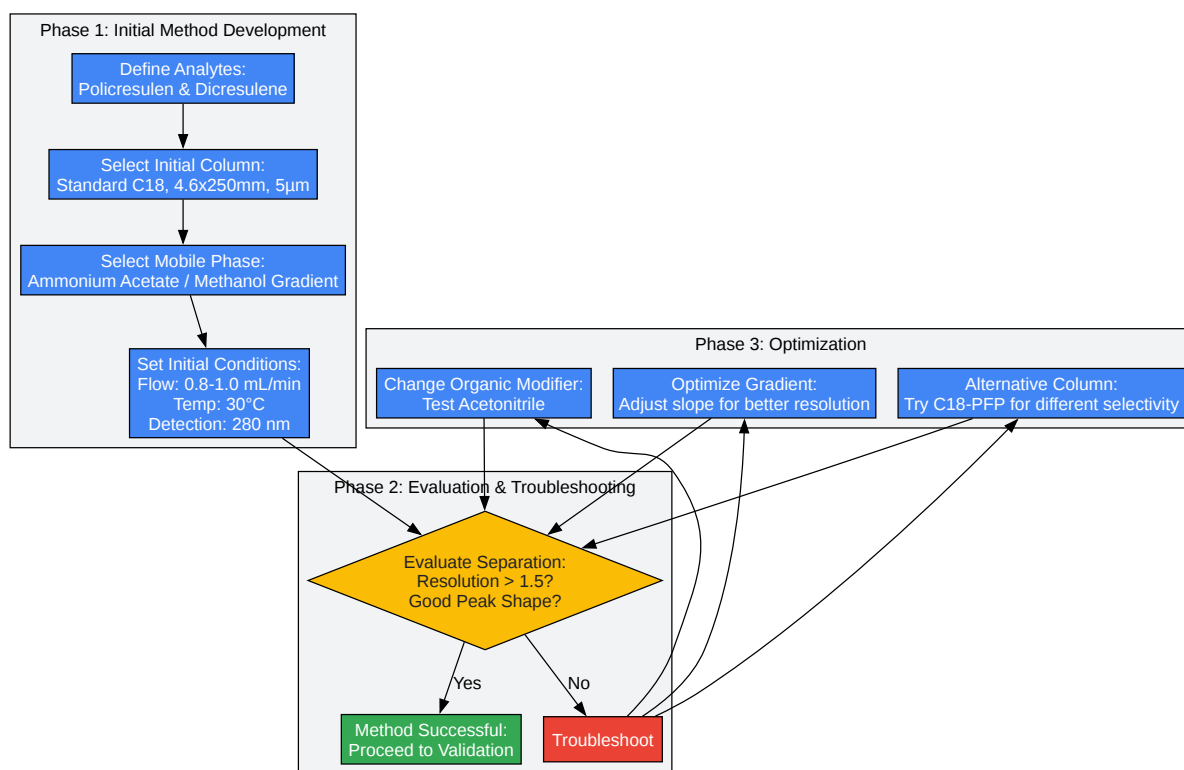 Phase 1: Initial Method Development
Define Analytes:
Policresulen & Dicresulene
Select Initial Column:
Standard C18, 4.6x250mm, 5µm
Select Mobile Phase:
Ammonium Acetate / Methanol Gradient
Set Initial Conditions:
Flow: 0.8-1.0 mL/min
Temp: 30°C
Detection: 280 nm
Phase 3: Optimization
Change Organic Modifier:
Test Acetonitrile
Optimize Gradient:
Adjust slope for better resolution
Alternative Column:
Try C18-PFP for different selectivity
Phase 2: Evaluation & Troubleshooting
Evaluate Separation:
Resolution > 1.5?
Good Peak Shape?
Yes
No
Method Successful:
Proceed to Validation
Troubleshoot